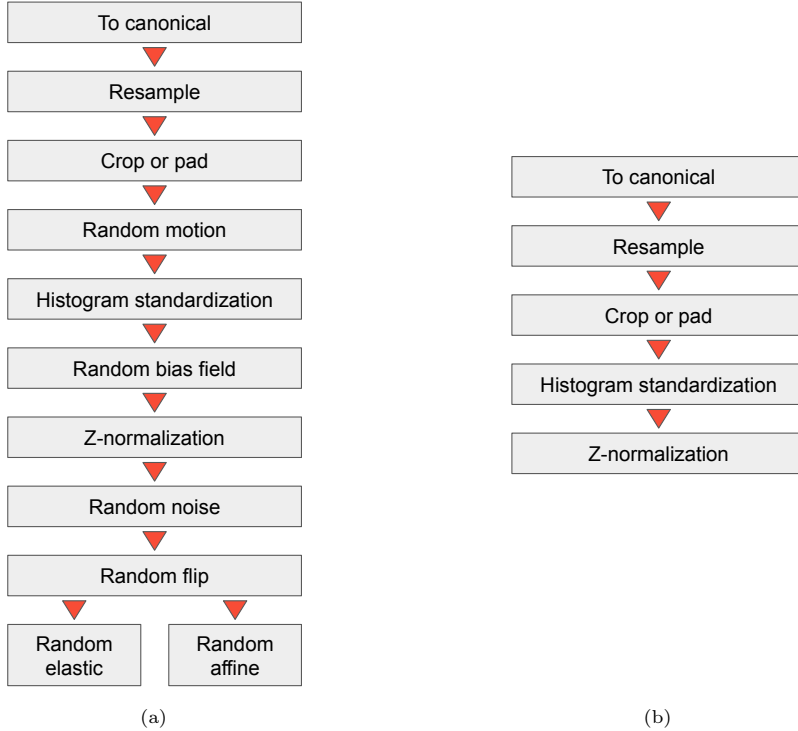 To canonical
Resample
Crop or pad
Random motion
Histogram standardization
Random bias field
Z-normalization
Random noise
Random flip
Random
elastic
Random
affine
(a)
To canonical
Resample
Crop or pad
Histogram standardization
Z-normalization
(b)